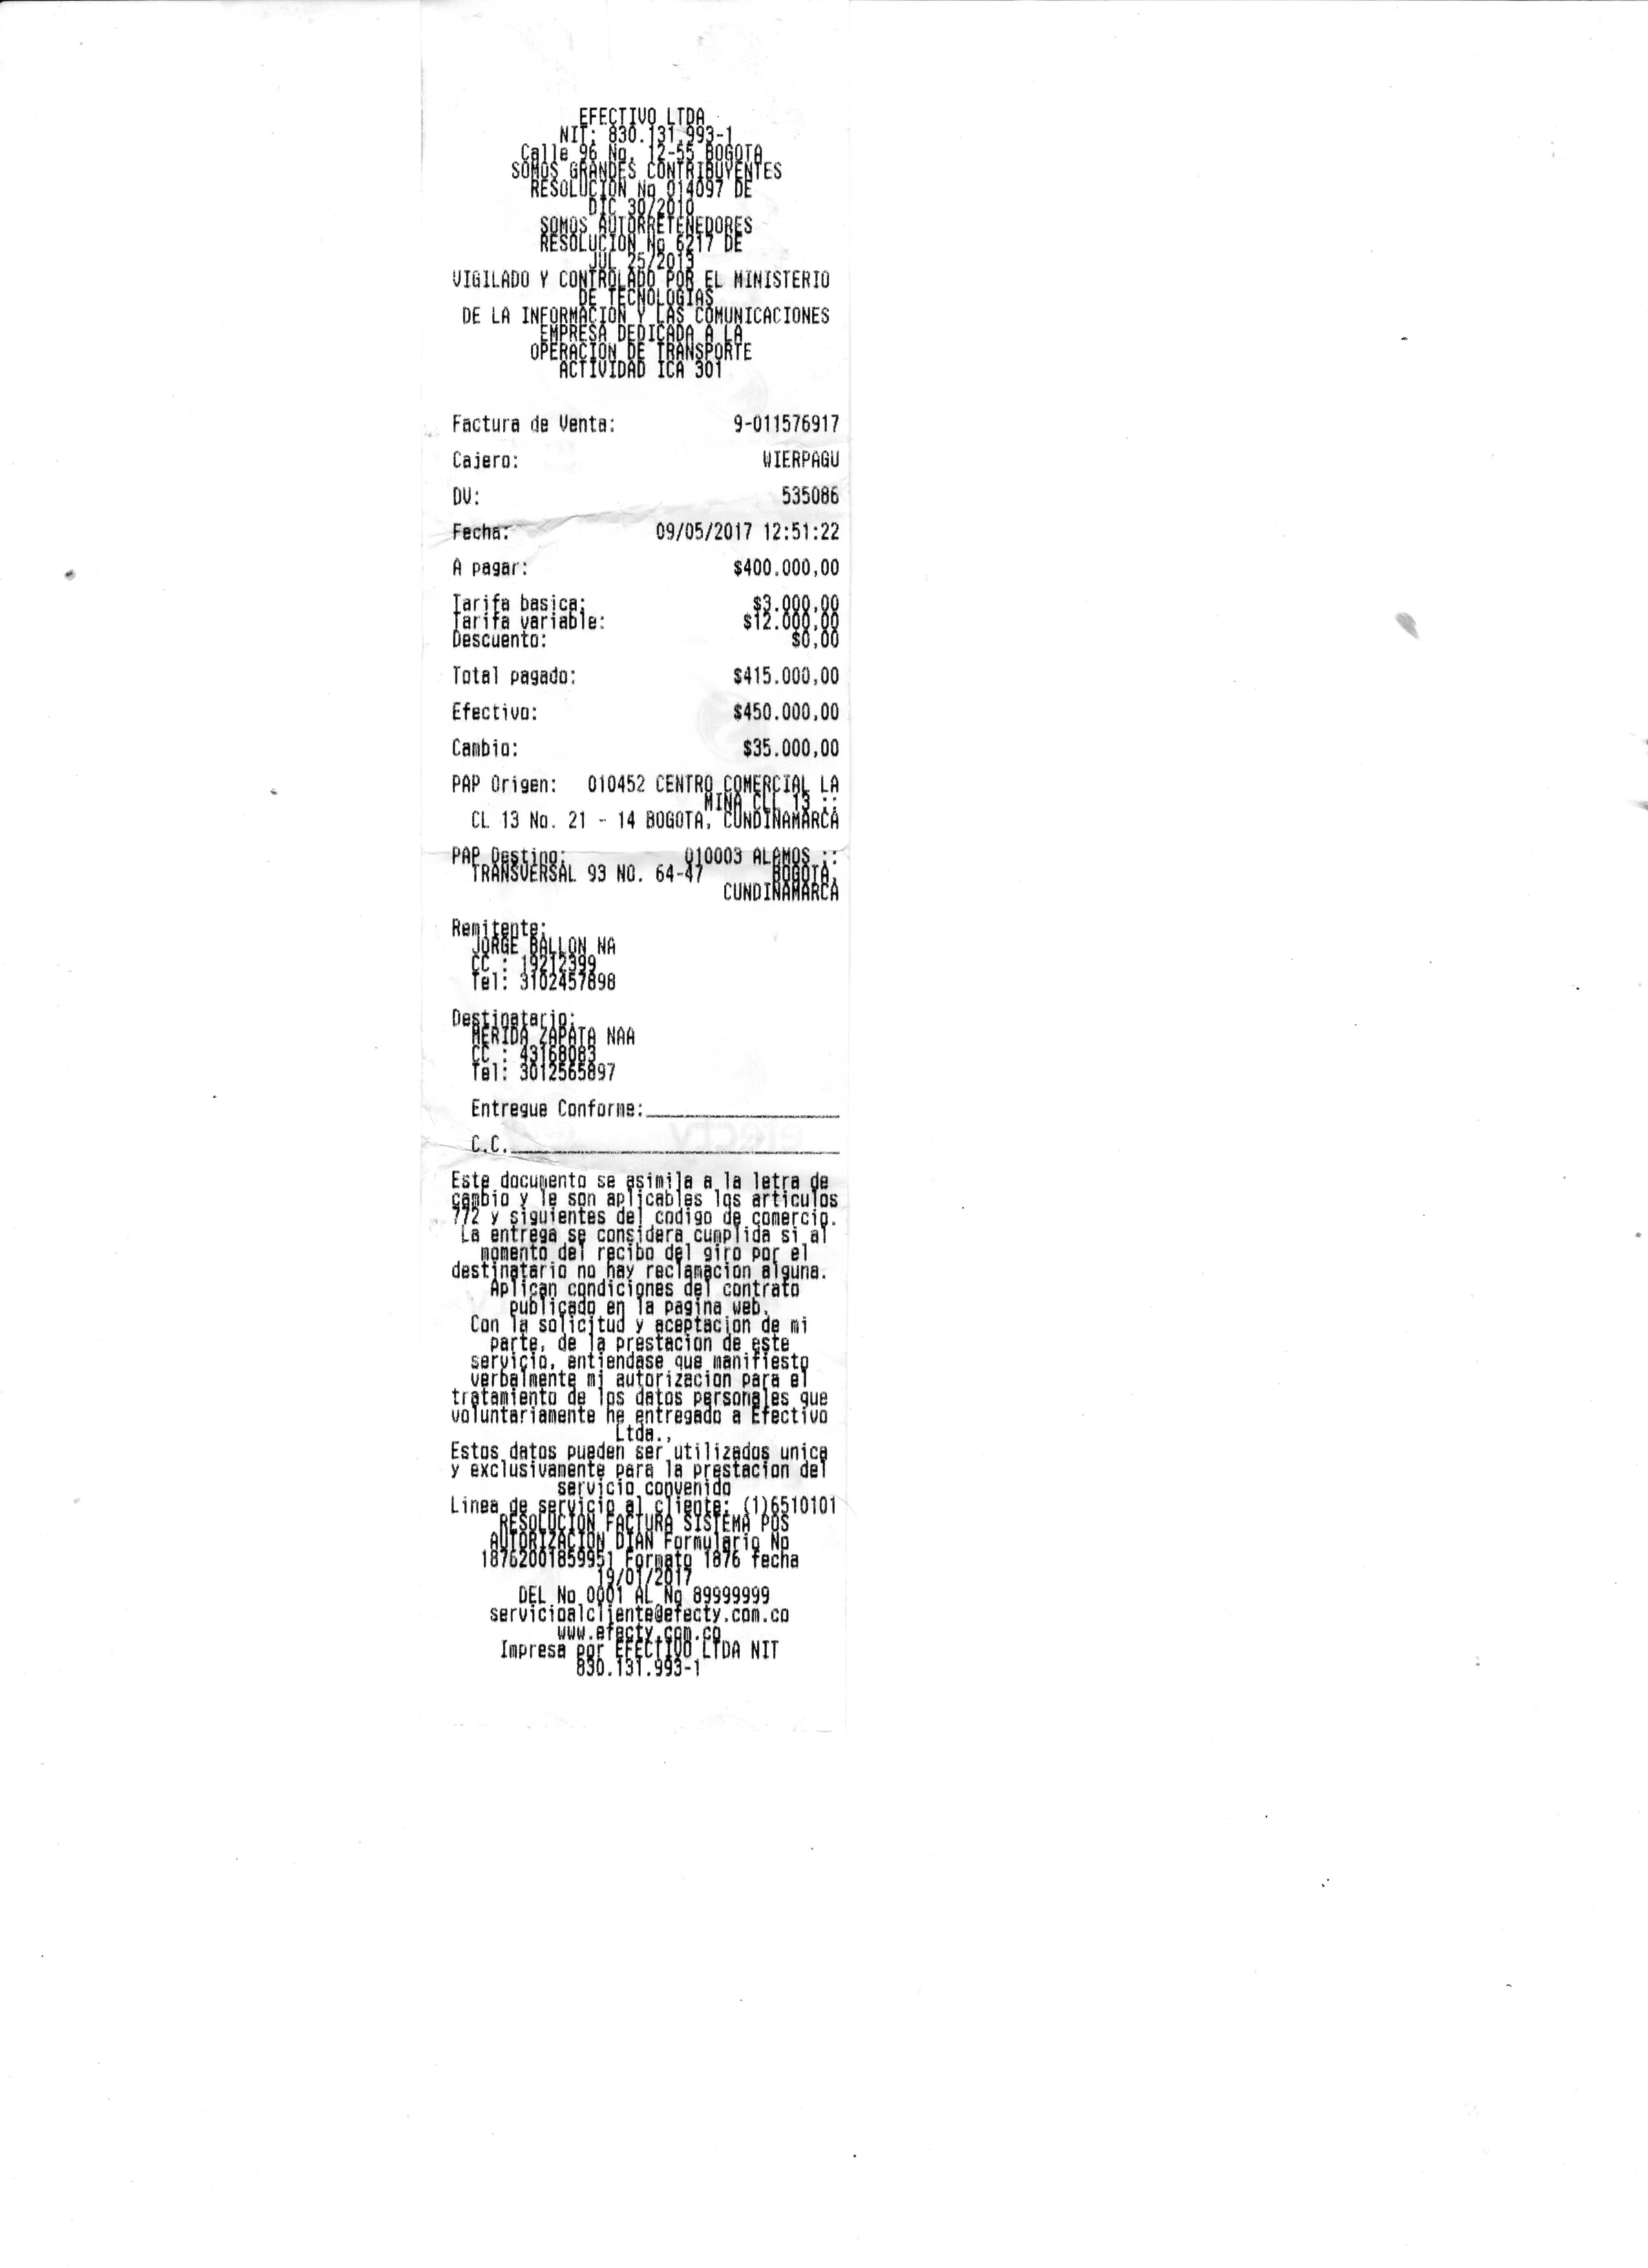 EFECTIVO LTDA
NIT: 830.131.993-1
Calle 96 No. 12-55 BOGOTA
SOMOS GRANDES CONTRIBUYENTES
RESOLUCION No 014097 DE
DIC 30/2010
SOMOS AUTORRETENEDORES
RESOLUCION No 6217 DE
JUL 25/2013
VIGILADO Y CONTROLADO POR EL MINISTERIO
DE TECNOLOGIAS
DE LA INFORMACION Y LAS COMUNICACIONES
EMPRESA DEDICADA A LA
OPERACION DE TRANSPORTE
ACTIVIDAD ICA 301
Factura de Venta: 9-011576917
Cajero: WIERPAGU
DV: 535086
Fecha: 09/05/2017 12:51:22
A pagar: $400.000,00
Tarifa basica: $3.000,00
Tarifa variable: $12.000,00
Descuento: $0,00
Total pagado: $415.000,00
Efectivo: $450.000,00
Cambio: $35.000,00
PAP Origen: 010452 CENTRO COMERCIAL LA
MINA CLL 13 ::
CL 13 No. 21 - 14 BOGOTA, CUNDINAMARCA
PAP Destino: 010003 ALAMOS ::
TRANSVERSAL 93 NO. 64-47 BOGOTA,
CUNDINAMARCA
Remitente:
JORGE BALLON NA
CC : 19212399
Tel: 3102457898
Destinatario:
MERIDA ZAPATA NAA
CC : 43168083
Tel: 3012565897
Entregue Conforme:
C.C.
Este documento se asimila a la letra de
cambio y le son aplicables los articulos
772 y siguientes del codigo de comercio.
La entrega se considera cumplida si al
momento del recibo del giro por el
destinatario no hay reclamacion alguna.
Aplican condiciones del contrato
publicado en la pagina web.
Con la solicitud y aceptacion de mi
parte, de la prestacion de este
servicio, entiendase que manifiesto
verbalmente mi autorizacion para el
tratamiento de los datos personales que
voluntariamente he entregado a Efectivo
Ltda.,
Estos datos pueden ser utilizados unica
y exclusivamente para la prestacion del
servicio convenido
Linea de servicio al cliente: (1)6510101
RESOLUCION FACTURA SISTEMA POS
AUTORIZACION DIAN Formulario No
18762001859951 Formato 1876 fecha
19/01/2017
DEL No 0001 AL No 89999999
servicioalcliente@efecty.com.co
www.efecty.com.co
Impresa por EFECTIVO LTDA NIT
830.131.993-1